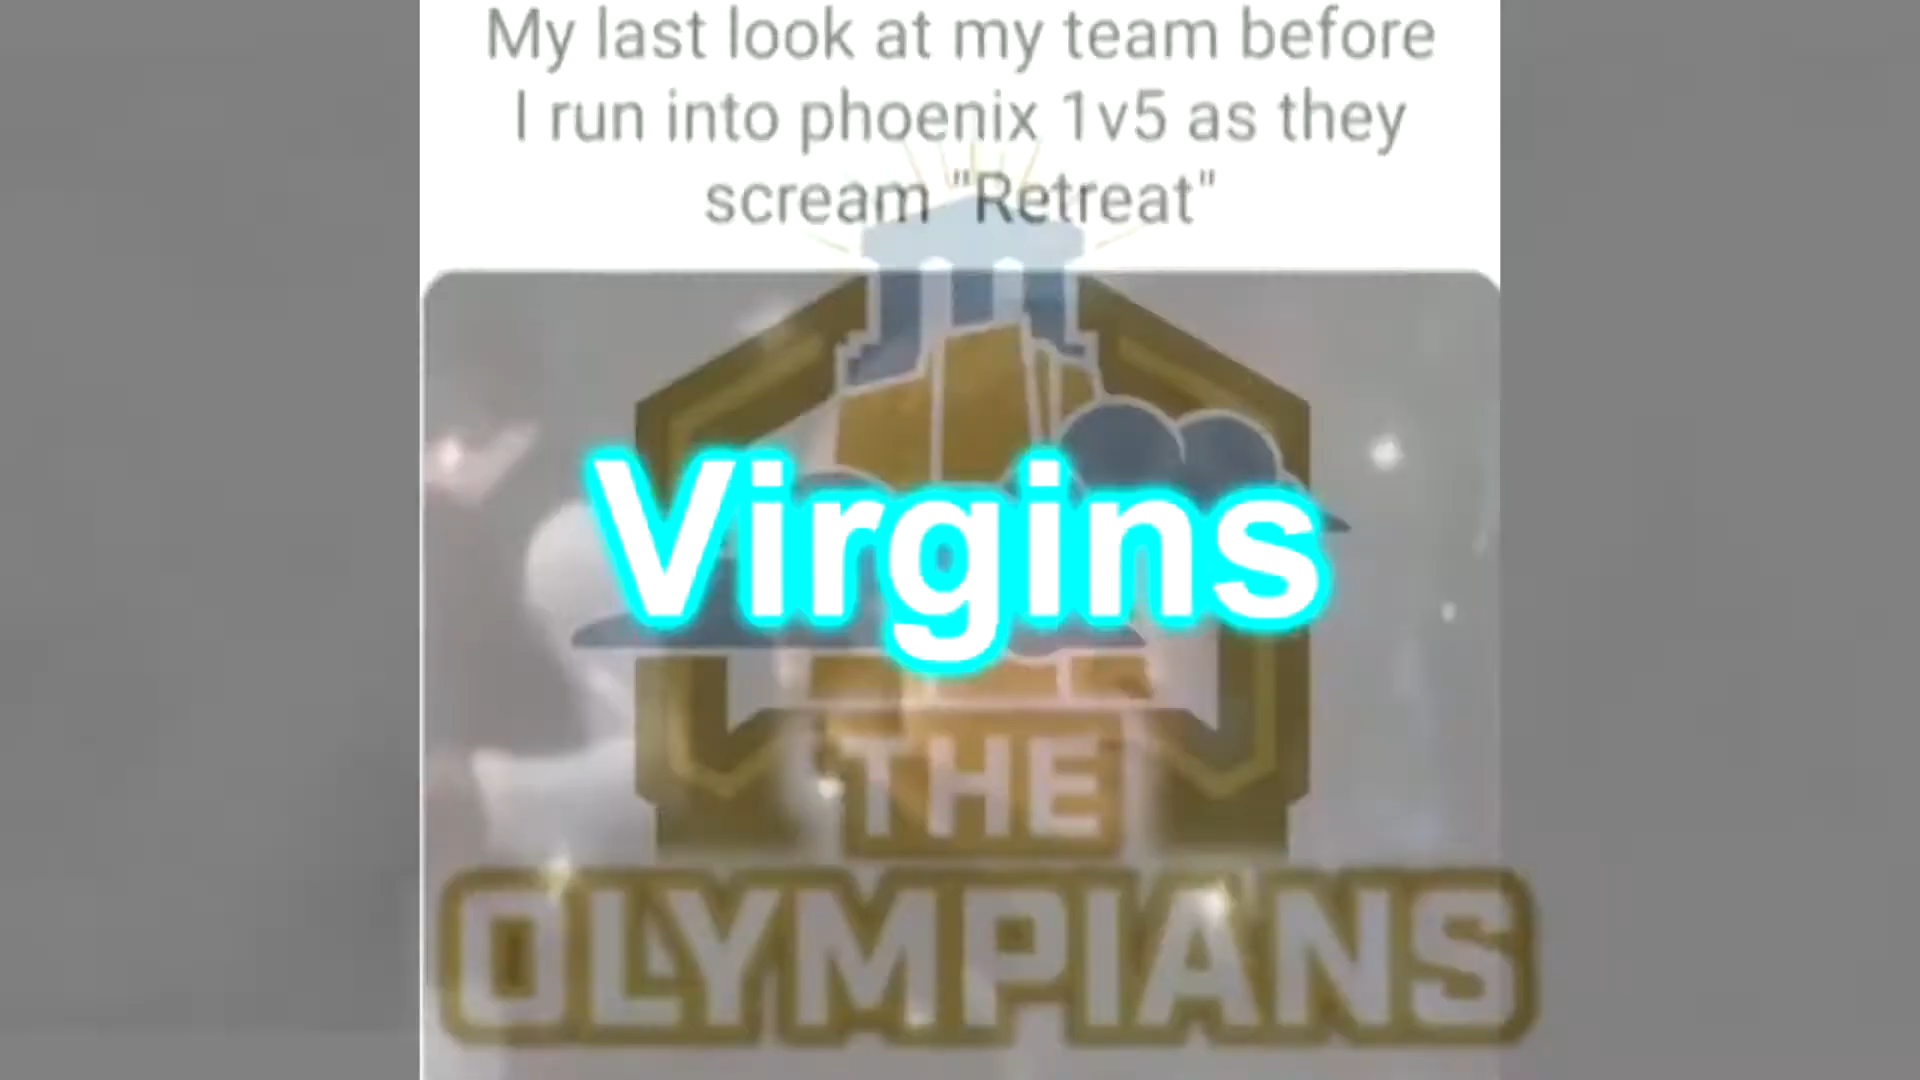 My last look at my team before
I run into phoenix 1v5 as they
scream "Retreat"
Virgins
THE
OLYMPIANS